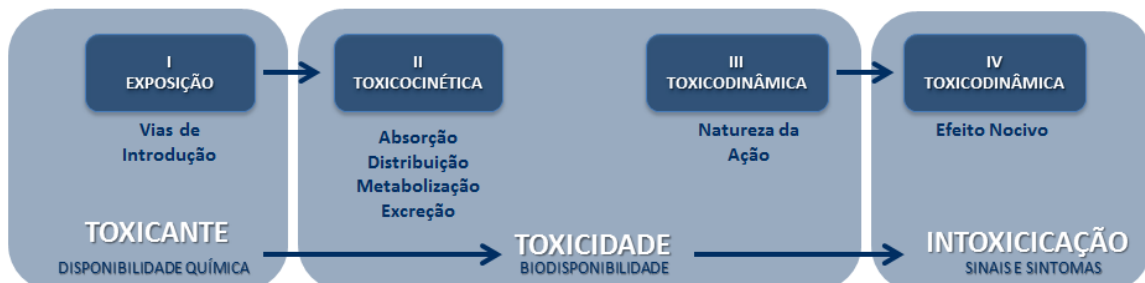 I
EXPOSIÇÃO
Vias de
Introdução
TOXICANTE
DISPONIBILIDADE QUÍMICA
II
TOXICOCINÉTICA
Absorção
Distribuição
Metabolização
Excreção
III
TOXICODINÂMICA
Natureza da
Ação
TOXICIDADE
BIODISPONIBILIDADE
IV
TOXICODINÂMICA
Efeito Nocivo
INTOXICICAÇÃO
SINAIS E SINTOMAS